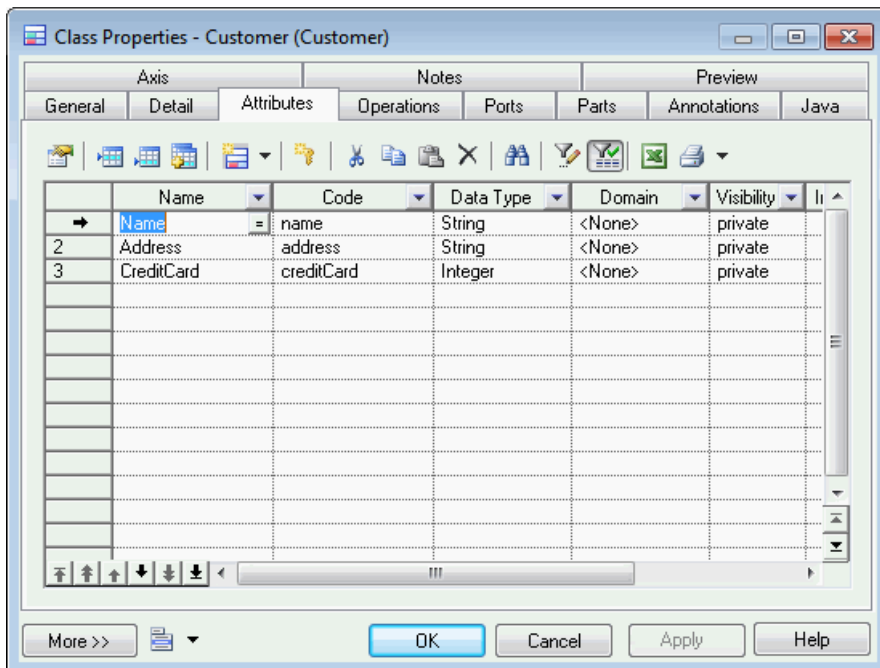 Class Properties - Customer (Customer)
Axis Notes Preview
General Detail Attributes Operations Ports Parts Annotations Java
Name Code Data Type Domain Visibility
Name = name String <None> private
2 Address address String <None> private
3 CreditCard creditCard Integer <None> private
More >> OK Cancel Apply Help